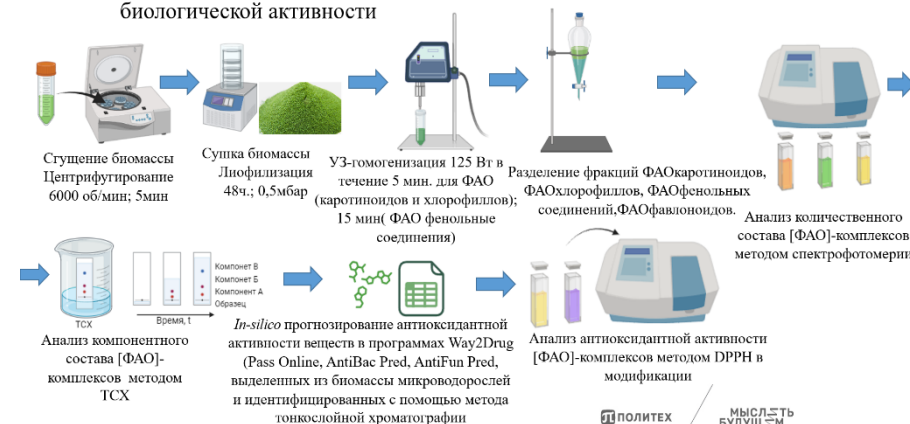 биологической активности
Сгущение биомассы
Центрифугирование
6000 об/мин; 5мин
Сушка биомассы
Лиофилизация
48ч.; 0,5мбар
УЗ-гомогенизация 125 Вт в
течение 5 мин. для ФАО
(каротиноидов и хлорофиллов);
15 мин( ФАО фенольные
соединения)
Разделение фракций ФАОкаротиноидов,
ФАОхлорофиллов, ФАОфенольных
соединений,ФАОфавлоноидов.
Анализ количественного
состава [ФАО]-комплексов
методом спектрофотомерии
ТСХ
Компонет В
Компонет Б
Компонент А
Образец
Время, t
Анализ компонентного
состава [ФАО]-
комплексов методом
ТСХ
In-silico прогнозирование антиоксидантной
активности веществ в программах Way2Drug
(Pass Online, AntiBac Pred, AntiFun Pred,
выделенных из биомассы микроводорослей
и идентифицированных с помощью метода
тонкослойной хроматографии
Анализ антиоксидантной активности
[ФАО]-комплексов методом DPPH в
модификации
ПОЛИТЕХ
МЫСЛЕТЬ
БУДУЩЕМ